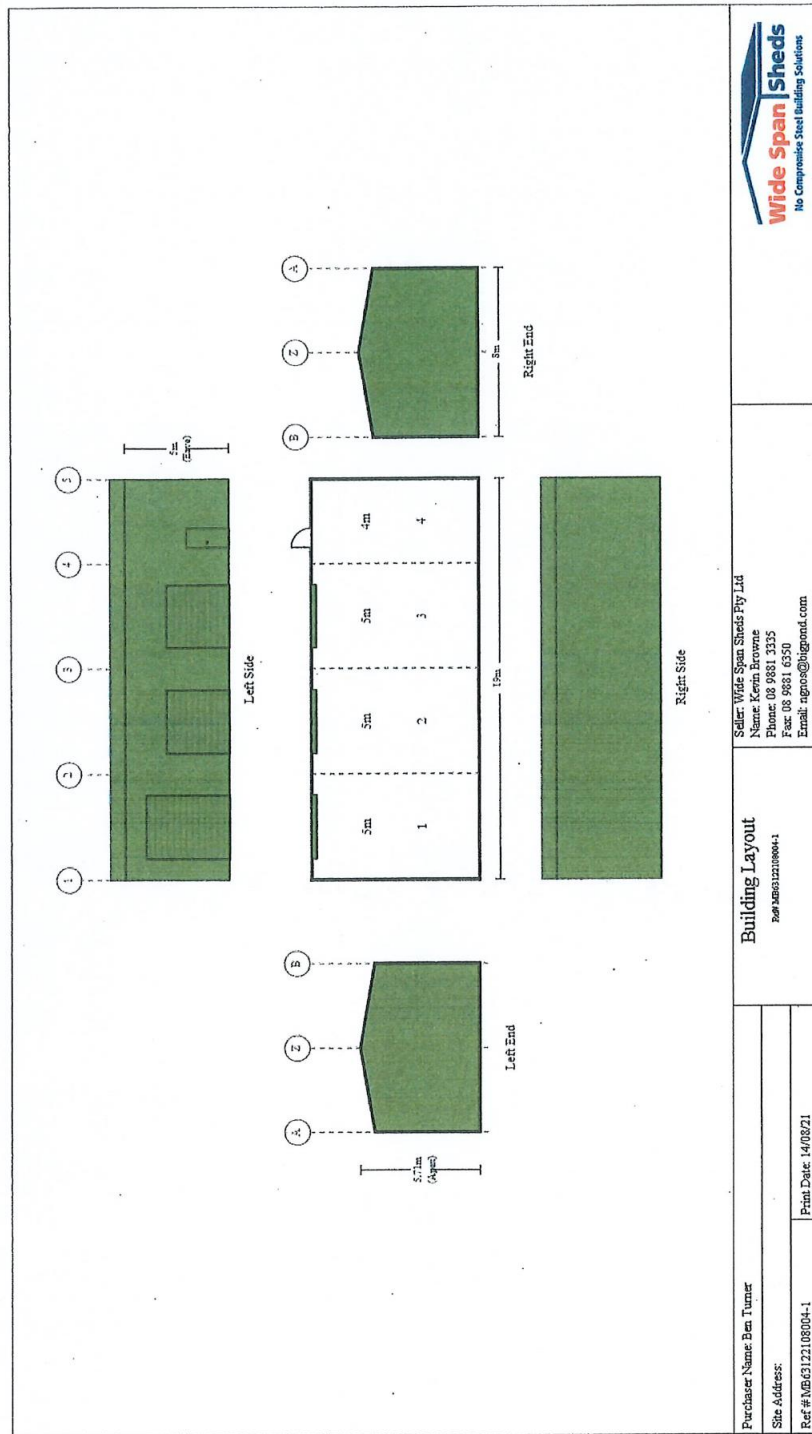 1
2
3
4
5
5m
(Eave)
Left Side
A
Z
B
5.71m
(Apex)
Left End
5m
5m
5m
4m
1
2
3
4
19m
B
Z
A
8m
Right End
Right Side
Purchaser Name: Ben Turner
Site Address:
Ref # MB63122108004-1
Print Date: 14/08/21
Building Layout
Ref# MB63122108004-1
Seller: Wide Span Sheds Pty Ltd
Name: Kevin Browne
Phone: 08 9881 3335
Fax: 08 9881 6350
Email: ngnos@bigpond.com
Wide Span Sheds
No Compromise Steel Building Solutions